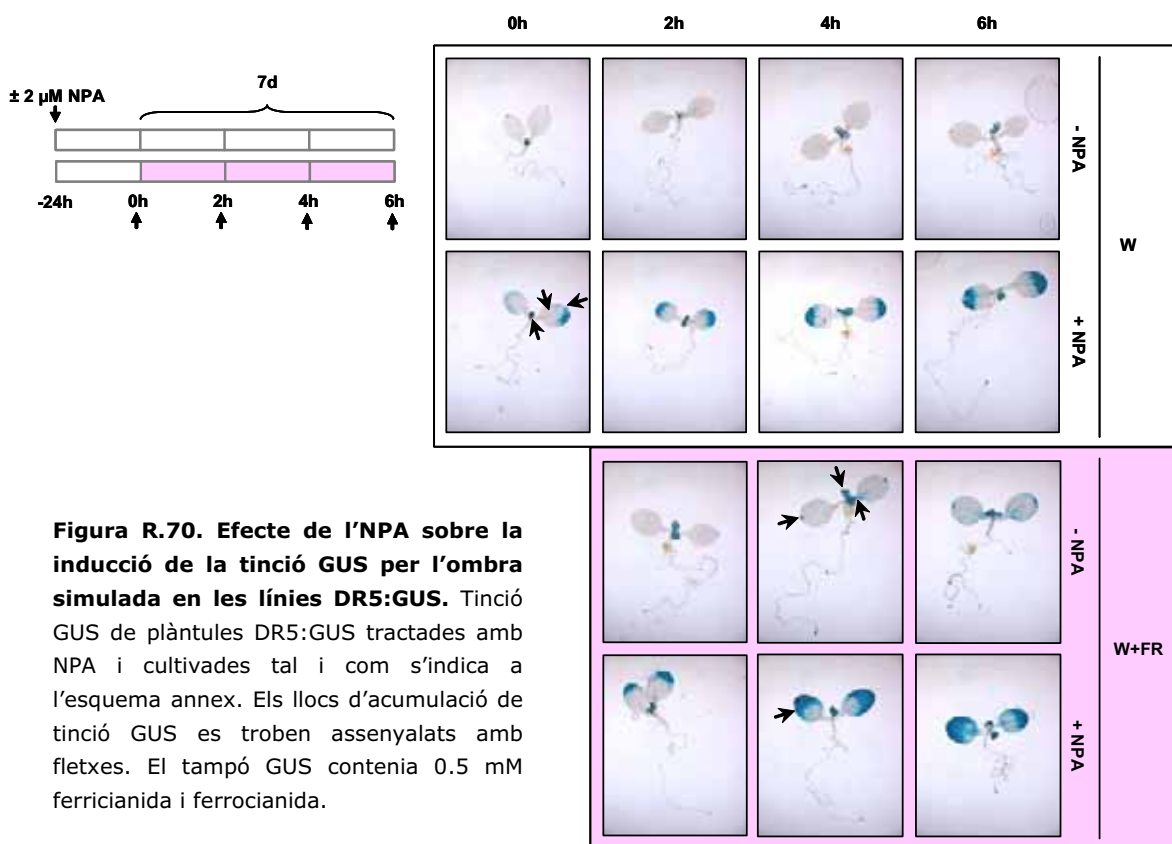 0h 2h 4h 6h
± 2 µM NPA
7d
-24h 0h 2h 4h 6h
- NPA
+ NPA
W
- NPA
+ NPA
W+FR
Figura R.70. Efecte de l'NPA sobre la
inducció de la tinció GUS per l'ombra
simulada en les línies DR5:GUS. Tinció
GUS de plàntules DR5:GUS tractades amb
NPA i cultivades tal i com s'indica a
l'esquema annex. Els llocs d'acumulació de
tinció GUS es troben assenyalats amb
fletxes. El tampó GUS contenia 0.5 mM
ferricianida i ferrocianida.